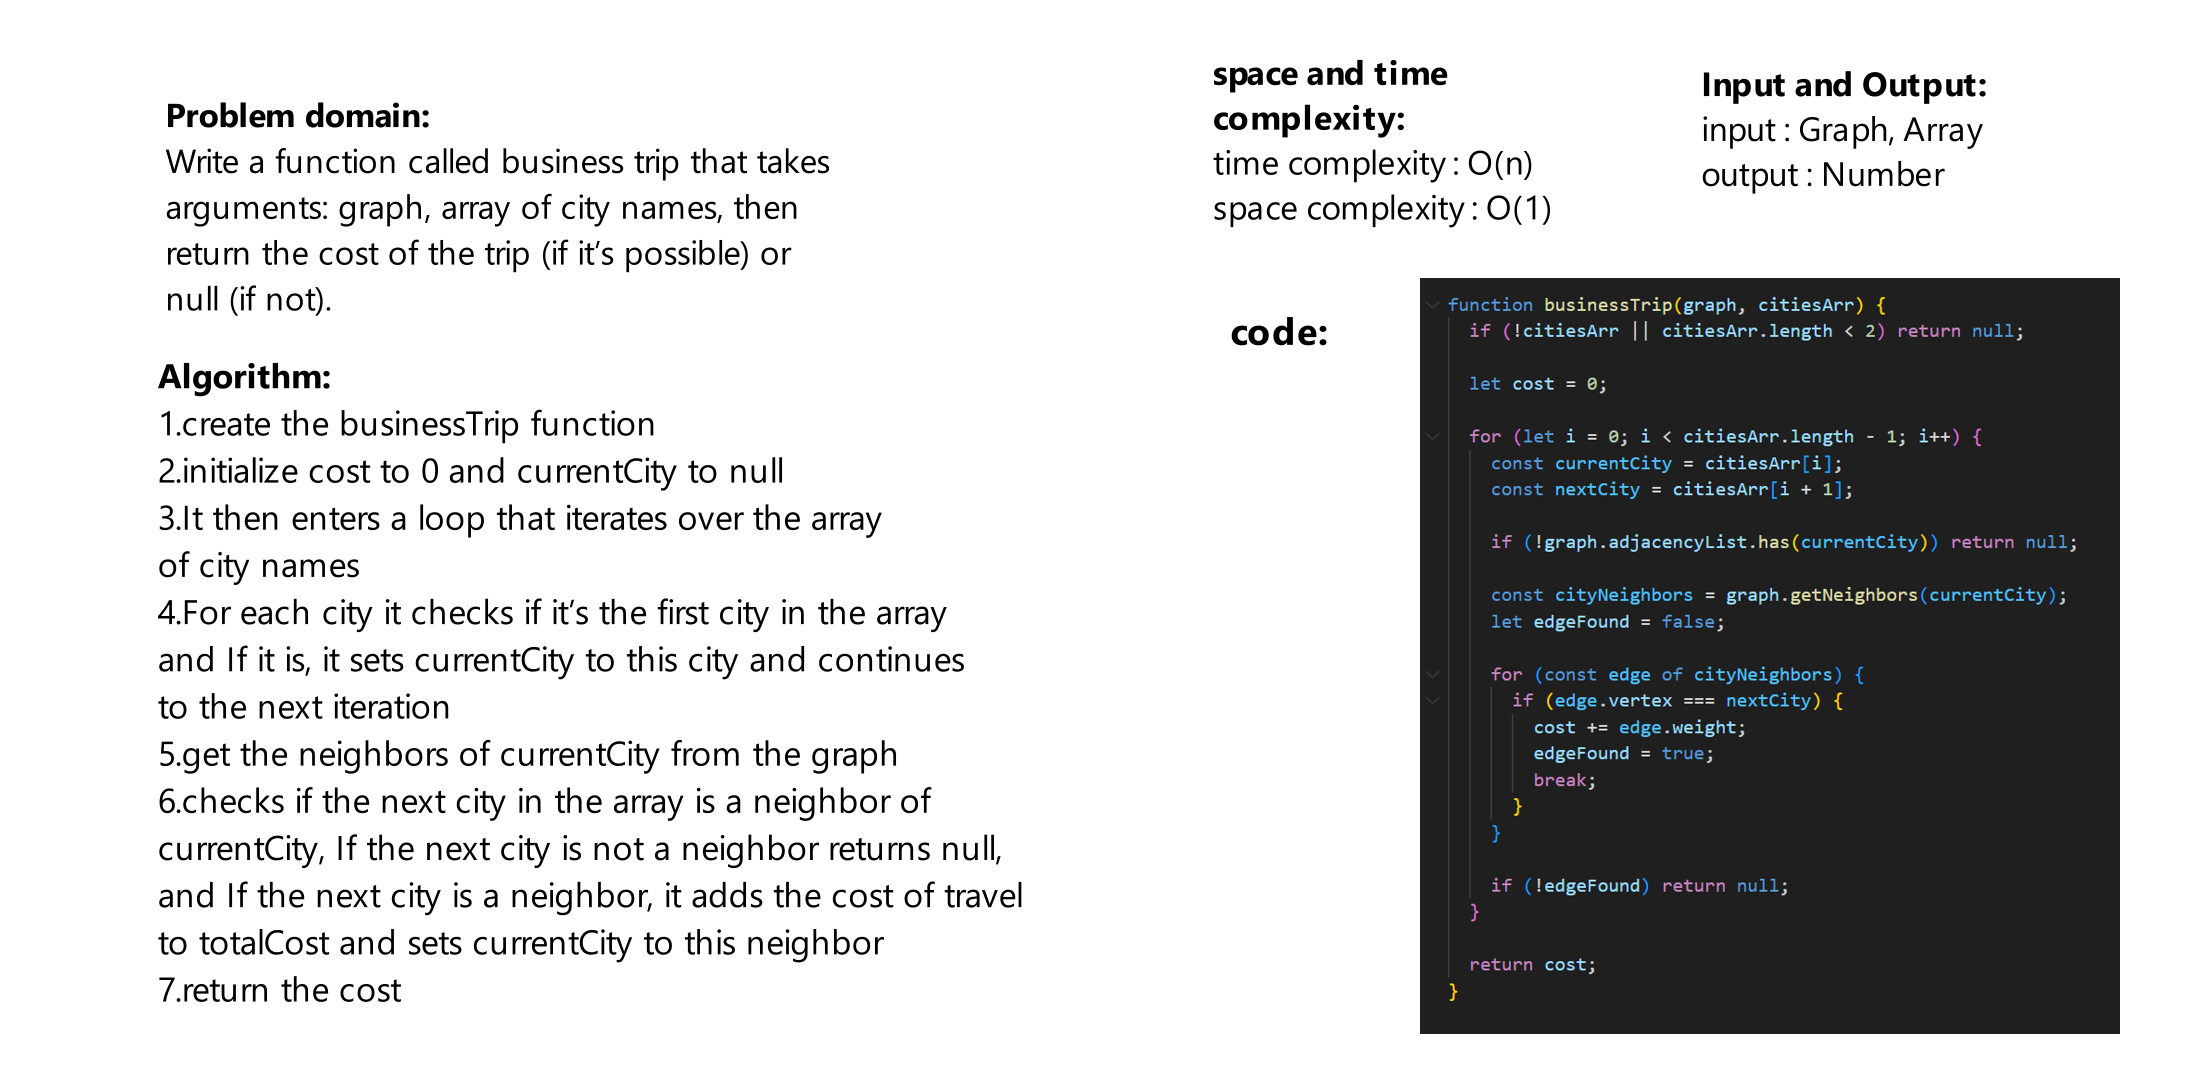 Problem domain:
Write a function called business trip that takes
arguments: graph, array of city names, then
return the cost of the trip (if it's possible) or
null (if not).
Algorithm:
1.create the businessTrip function
2.initialize cost to 0 and currentCity to null
3.It then enters a loop that iterates over the array
of city names
4.For each city it checks if it's the first city in the array
and If it is, it sets currentCity to this city and continues
to the next iteration
5.get the neighbors of currentCity from the graph
6.checks if the next city in the array is a neighbor of
currentCity, If the next city is not a neighbor returns null,
and If the next city is a neighbor, it adds the cost of travel
to totalCost and sets currentCity to this neighbor
7.return the cost
space and time
complexity:
time complexity : O(n)
space complexity : O(1)
Input and Output:
input : Graph, Array
output : Number
code:
function businessTrip(graph, citiesArr) {
if (!citiesArr || citiesArr.length < 2) return null;
let cost = 0;
for (let i = 0; i < citiesArr.length - 1; i++) {
const currentCity = citiesArr[i];
const nextCity = citiesArr[i + 1];
if (!graph.adjacencyList.has(currentCity)) return null;
const cityNeighbors = graph.getNeighbors(currentCity);
let edgeFound = false;
for (const edge of cityNeighbors) {
if (edge.vertex === nextCity) {
cost += edge.weight;
edgeFound = true;
break;
}
}
if (!edgeFound) return null;
}
return cost;
}